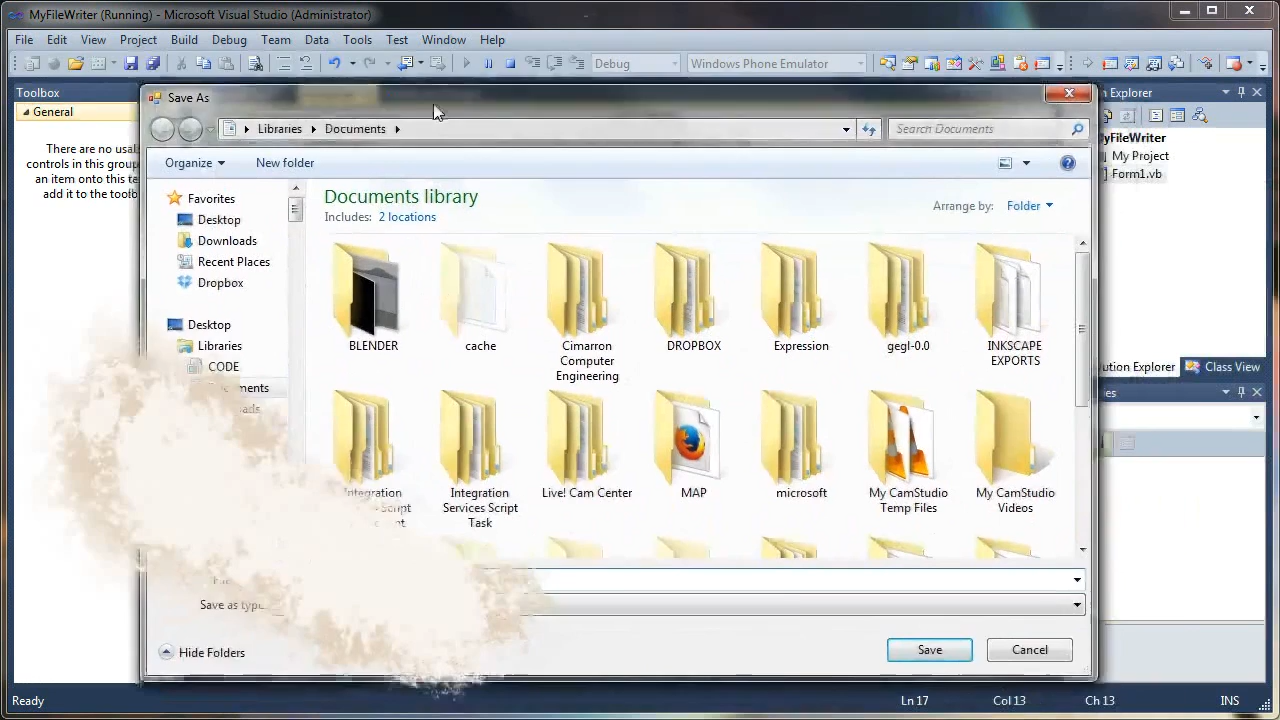 MyFileWriter (Running) - Microsoft Visual Studio (Administrator)
File Edit View Project Build Debug Team Data Tools Test Window Help
Debug Windows Phone Emulator
Toolbox
General
There are no usal
controls in this group
an item onto this ta
add it to the toolb
Save As
Libraries Documents
Search Documents
Organize New folder
Favorites
Desktop
Downloads
Recent Places
Dropbox
Desktop
Libraries
CODE
Documents library
Includes: 2 locations
Arrange by: Folder
BLENDER
cache
Cimarron
Computer
Engineering
DROPBOX
Expression
gegl-0.0
INKSCAPE
EXPORTS
Integration
Services Script
Task
Live! Cam Center
MAP
microsoft
My CamStudio
Temp Files
My CamStudio
Videos
Save as type
Hide Folders
Save
Cancel
n Explorer
yFileWriter
My Project
Form1.vb
ution Explorer Class View
ies
Ready Ln 17 Col 13 Ch 13 INS